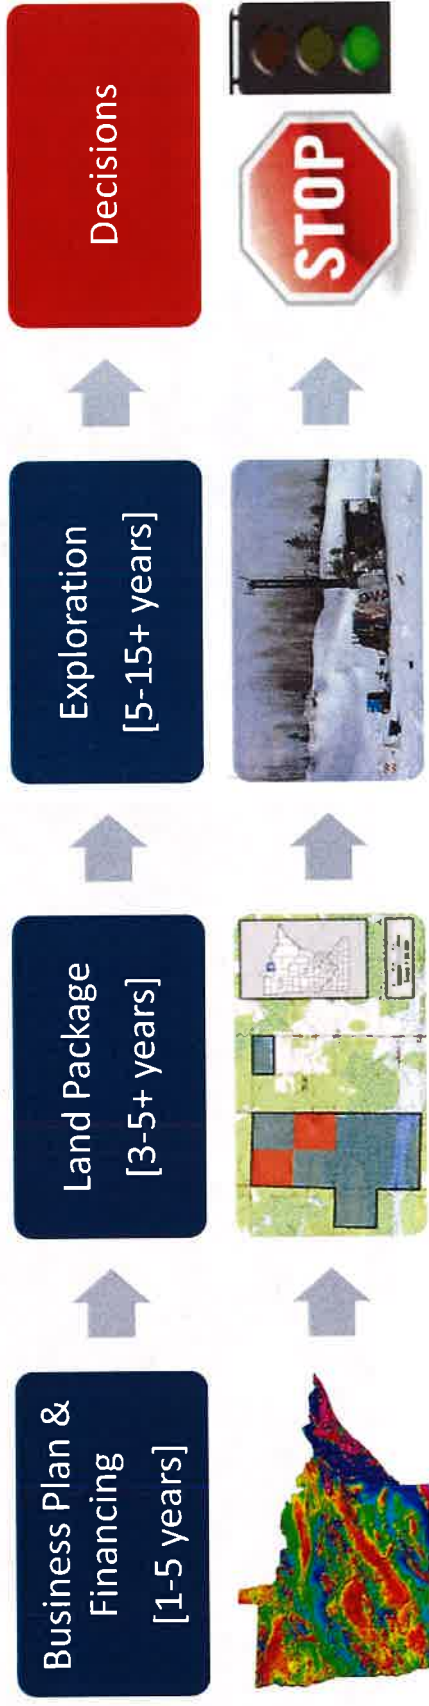 Business Plan &
Financing
[1-5 years]
Land Package
[3-5+ years]
Exploration
[5-15+ years]
Decisions
STOP